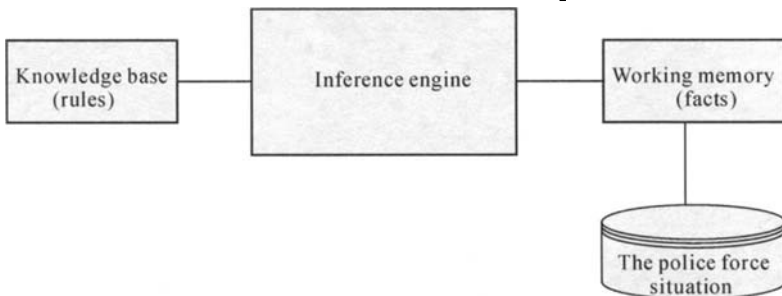 Knowledge base
(rules)
Inference engine
Working memory
(facts)
The police force
situation